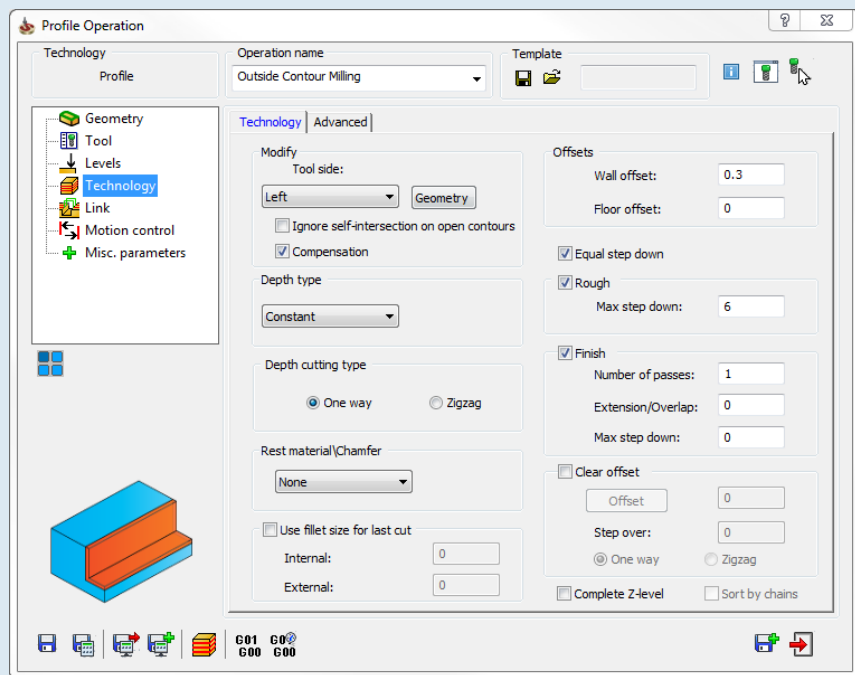 Profile Operation
Technology
Profile
Operation name
Outside Contour Milling
Template
Geometry
Tool
Levels
Technology
Link
Motion control
Misc. parameters
Technology
Advanced
Modify
Tool side:
Left
Geometry
Ignore self-intersection on open contours
Compensation
Depth type
Constant
Depth cutting type
One way
Zigzag
Rest material\Chamfer
None
Use fillet size for last cut
Internal:
0
External:
0
Offsets
Wall offset:
0.3
Floor offset:
0
Equal step down
Rough
Max step down:
6
Finish
Number of passes:
1
Extension/Overlap:
0
Max step down:
0
Clear offset
Offset
0
Step over:
0
One way
Zigzag
Complete Z-level
Sort by chains
G01
G00
G0
G00